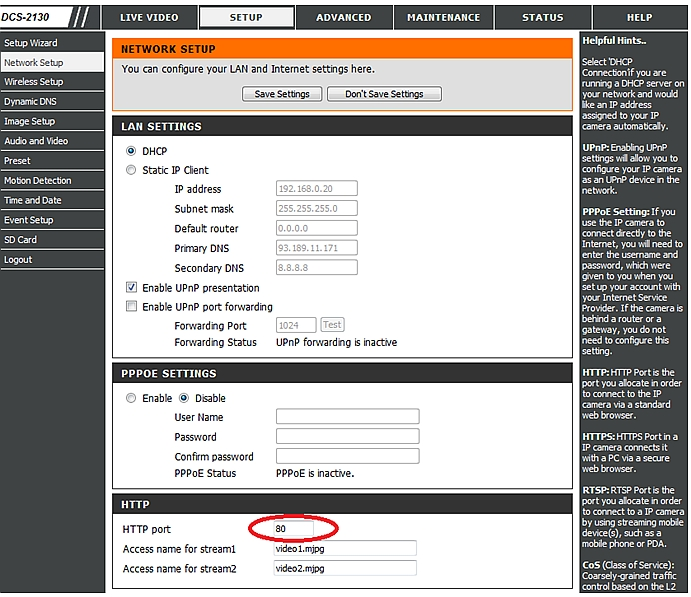 DCS-2130 // LIVE VIDEO SETUP ADVANCED MAINTENANCE STATUS HELP
Setup Wizard
Network Setup
Wireless Setup
Dynamic DNS
Image Setup
Audio and Video
Preset
Motion Detection
Time and Date
Event Setup
SD Card
Logout
NETWORK SETUP
You can configure your LAN and Internet settings here.
Save Settings Don't Save Settings
LAN SETTINGS
DHCP
Static IP Client
IP address 192.168.0.20
Subnet mask 255.255.255.0
Default router 0.0.0.0
Primary DNS 93.189.11.171
Secondary DNS 8.8.8.8
Enable UPnP presentation
Enable UPnP port forwarding
Forwarding Port 1024 Test
Forwarding Status UPnP forwarding is inactive
PPPOE SETTINGS
Enable Disable
User Name
Password
Confirm password
PPPoE Status PPPoE is inactive.
HTTP
HTTP port 80
Access name for stream1 video1.mjpg
Access name for stream2 video2.mjpg
Helpful Hints..
Select 'DHCP
Connection'if you are
running a DHCP server on
your network and would
like an IP address
assigned to your IP
camera automatically.
UPnP: Enabling UPnP
settings will allow you to
configure your IP camera
as an UPnP device in the
network.
PPPoE Setting: If you
use the IP camera to
connect directly to the
Internet, you will need to
enter the username and
password, which were
given to you when you
set up your account with
your Internet Service
Provider. If the camera is
behind a router or a
gateway, you do not
need to configure this
setting.
HTTP: HTTP Port is the
port you allocate in order
to connect to the IP
camera via a standard
web browser.
HTTPS: HTTPS Port in a
IP camera connects it
with a PC via a secure
web browser.
RTSP: RTSP Port is the
port you allocate in order
to connect to a IP camera
by using streaming mobile
device(s), such as a
mobile phone or PDA.
CoS (Class of Service):
Coarsely-grained traffic
control based on the L2